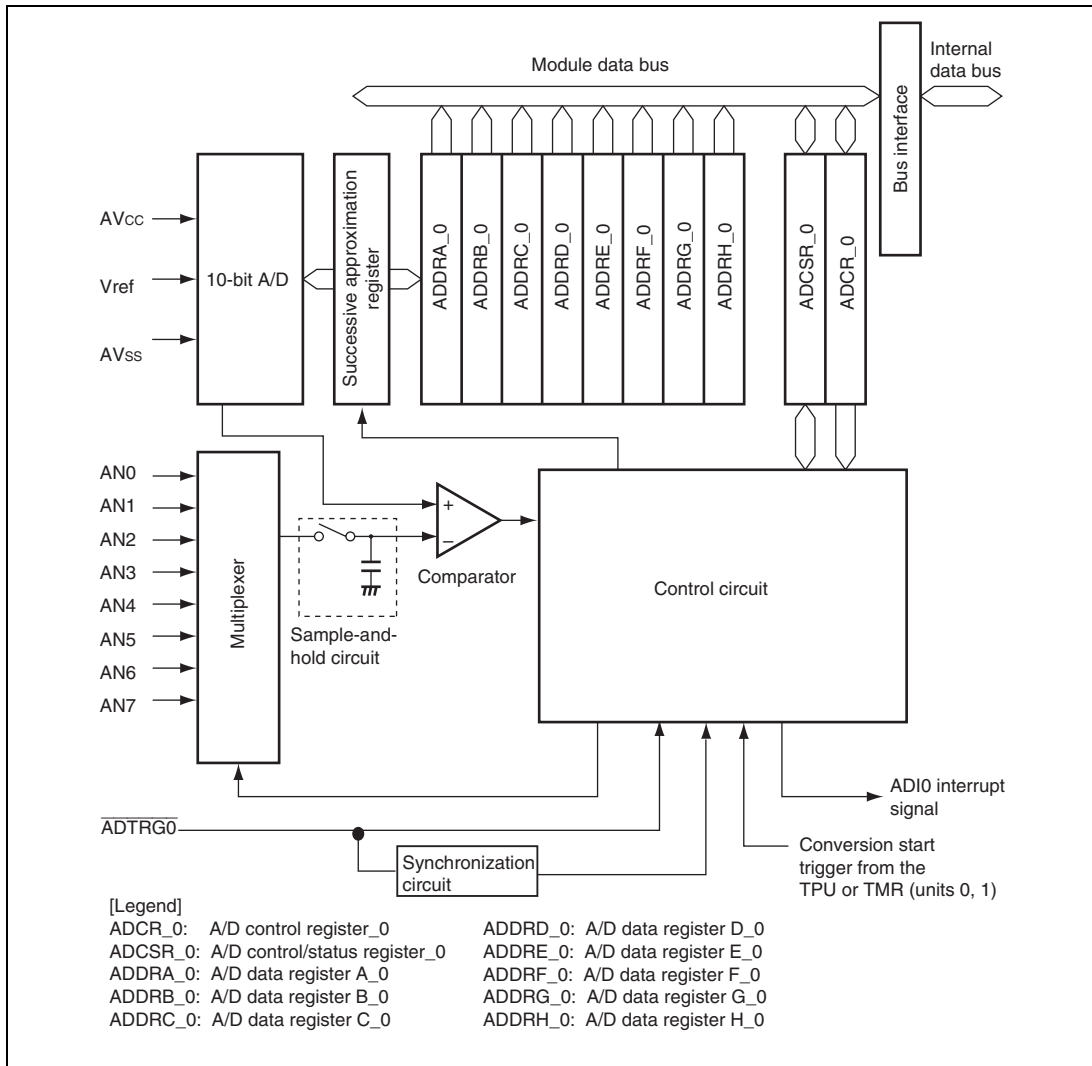 Module data bus
Internal
data bus
Bus interface
AVCC
Vref
AVSS
10-bit A/D
Successive approximation
register
ADDRA_0
ADDRB_0
ADDRC_0
ADDRD_0
ADDRE_0
ADDRF_0
ADDRG_0
ADDRH_0
ADCSR_0
ADCR_0
AN0
AN1
AN2
AN3
AN4
AN5
AN6
AN7
Multiplexer
+
−
Comparator
Sample-and-
hold circuit
Control circuit
ADI0 interrupt
signal
ADTRG0
Synchronization
circuit
Conversion start
trigger from the
TPU or TMR (units 0, 1)
[Legend]
ADCR_0: A/D control register_0
ADCSR_0: A/D control/status register_0
ADDRA_0: A/D data register A_0
ADDRB_0: A/D data register B_0
ADDRC_0: A/D data register C_0
ADDRD_0: A/D data register D_0
ADDRE_0: A/D data register E_0
ADDRF_0: A/D data register F_0
ADDRG_0: A/D data register G_0
ADDRH_0: A/D data register H_0